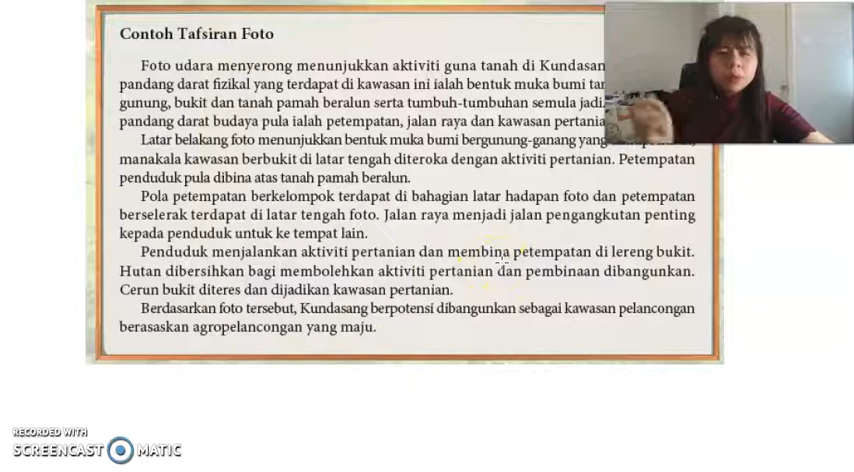 Contoh Tafsiran Foto
Foto udara menyerong menunjukkan aktiviti guna tanah di Kundasan
pandang darat fizikal yang terdapat di kawasan ini ialah bentuk muka bumi
gunung, bukit dan tanah pamah beralun serta tumbuh-tumbuhan semula jadi,
pandang darat budaya pula ialah petempatan, jalan raya dan kawasan pertania
Latar belakang foto menunjukkan bentuk muka bumi bergunung-ganang yang
manakala kawasan berbukit di latar tengah diteroka dengan aktiviti pertanian. Petempatan
penduduk pula dibina atas tanah pamah beralun.
Pola petempatan berkelompok terdapat di bahagian latar hadapan foto dan petempatan
berselerak terdapat di latar tengah foto. Jalan raya menjadi jalan pengangkutan penting
kepada penduduk untuk ke tempat lain.
Penduduk menjalankan aktiviti pertanian dan membina petempatan di lereng bukit.
Hutan dibersihkan bagi membolehkan aktiviti pertanian dan pembinaan dibangunkan.
Cerun bukit diteres dan dijadikan kawasan pertanian.
Berdasarkan foto tersebut, Kundasang berpotensi dibangunkan sebagai kawasan pelancongan
berasaskan agropelancongan yang maju.
RECORDED WITH
SCREENCAST MATIC